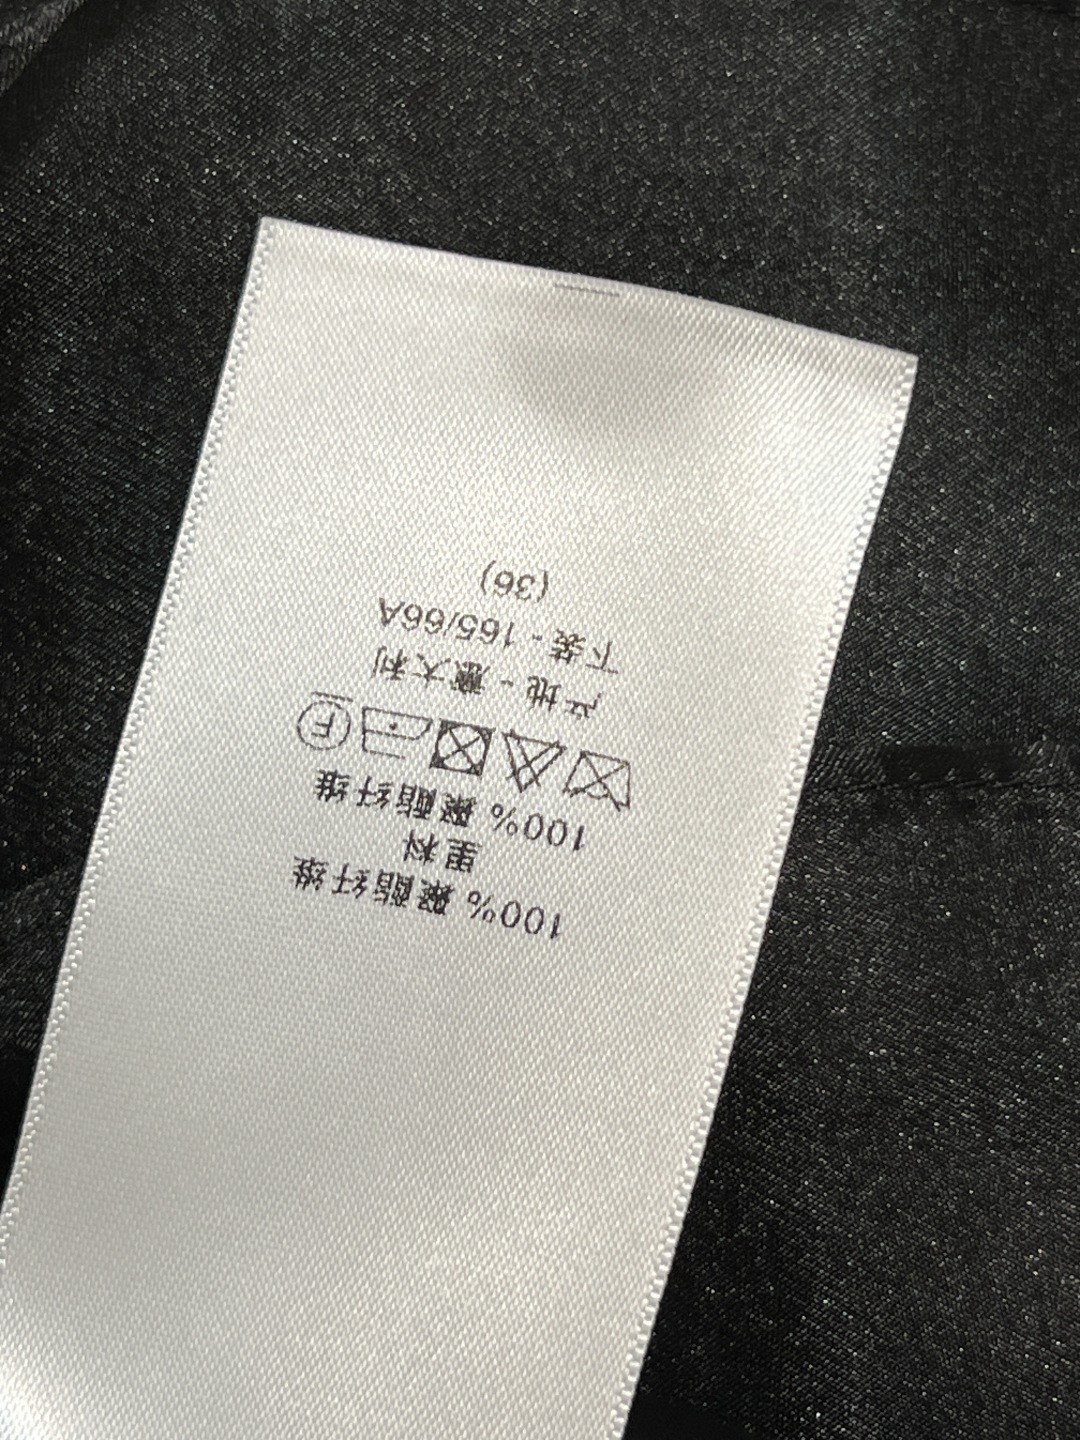 100% 聚酯纤维
里料
100% 聚酯纤维
F
产地 - 意大利
下装 - 165/66A
(36)